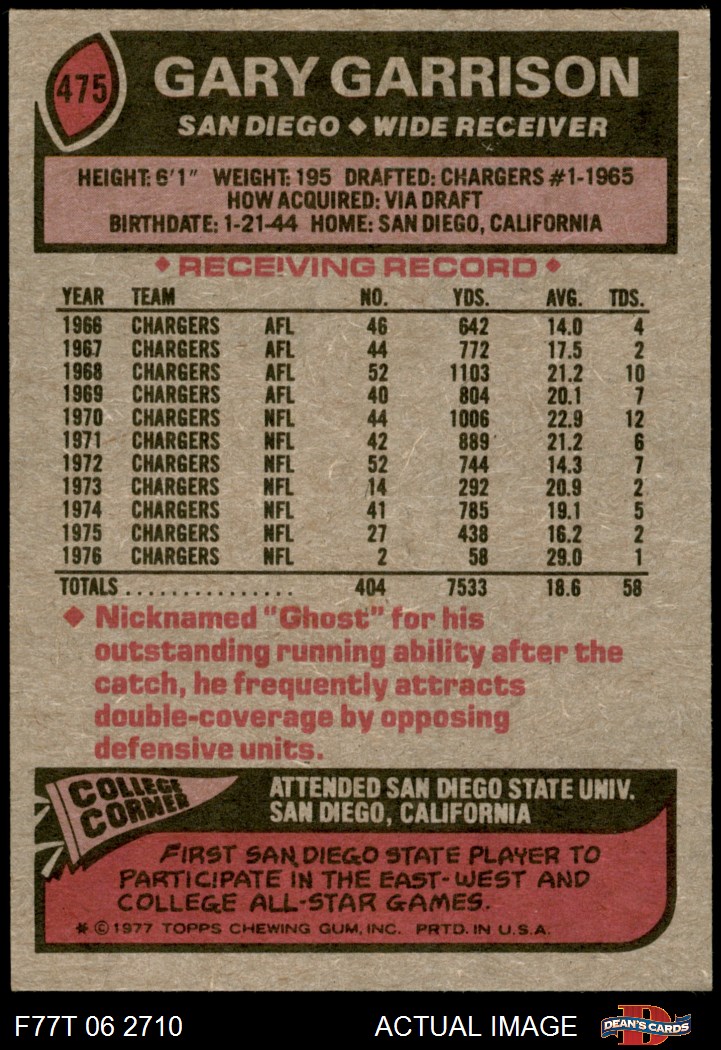 475
GARY GARRISON
SAN DIEGO ◆ WIDE RECEIVER
HEIGHT: 6'1" WEIGHT: 195 DRAFTED: CHARGERS #1-1965
HOW ACQUIRED: VIA DRAFT
BIRTHDATE: 1-21-44 HOME: SAN DIEGO, CALIFORNIA
◆ RECEIVING RECORD ◆
YEAR TEAM NO. YDS. AVG. TDS.
1966 CHARGERS AFL 46 642 14.0 4
1967 CHARGERS AFL 44 772 17.5 2
1968 CHARGERS AFL 52 1103 21.2 10
1969 CHARGERS AFL 40 804 20.1 7
1970 CHARGERS NFL 44 1006 22.9 12
1971 CHARGERS NFL 42 889 21.2 6
1972 CHARGERS NFL 52 744 14.3 7
1973 CHARGERS NFL 14 292 20.9 2
1974 CHARGERS NFL 41 785 19.1 5
1975 CHARGERS NFL 27 438 16.2 2
1976 CHARGERS NFL 2 58 29.0 1
TOTALS................ 404 7533 18.6 58
◆ Nicknamed "Ghost" for his
outstanding running ability after the
catch, he frequently attracts
double-coverage by opposing
defensive units.
COLLEGE
CORNER
ATTENDED SAN DIEGO STATE UNIV.
SAN DIEGO, CALIFORNIA
FIRST SAN DIEGO STATE PLAYER TO
PARTICIPATE IN THE EAST-WEST AND
COLLEGE ALL-STAR GAMES.
* © 1977 TOPPS CHEWING GUM, INC. PRTD. IN U.S.A.
F77T 06 2710 ACTUAL IMAGE
D
DEAN'S CARDS